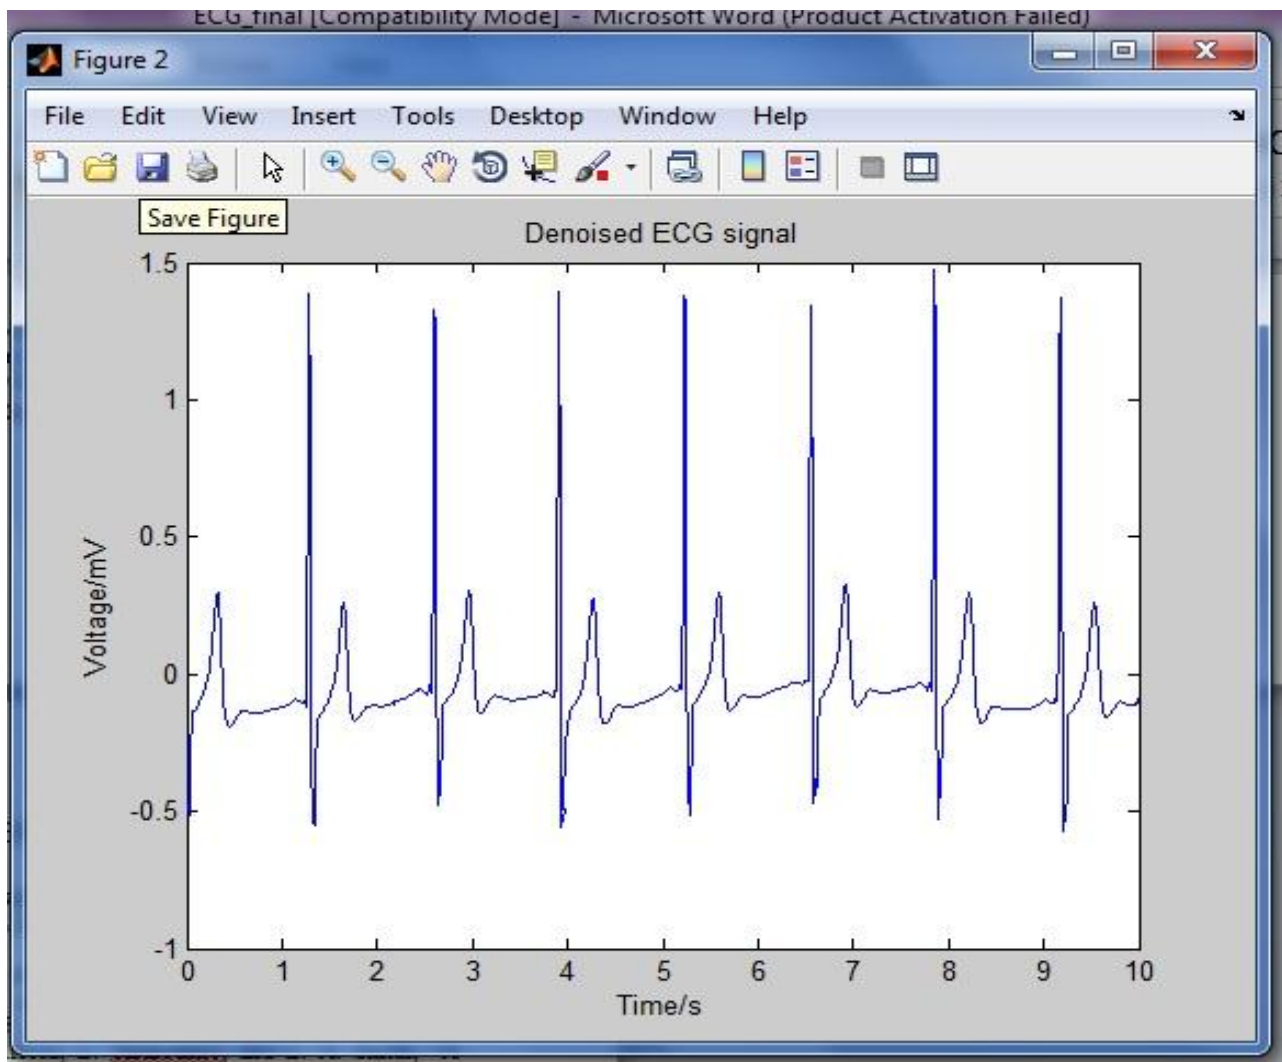 ECG_final [Compatibility Mode] - Microsoft Word (Product Activation Failed)
Figure 2
File Edit View Insert Tools Desktop Window Help
Save Figure
Denoised ECG signal
1.5
1
0.5
0
-0.5
-1
Voltage/mV
0 1 2 3 4 5 6 7 8 9 10
Time/s